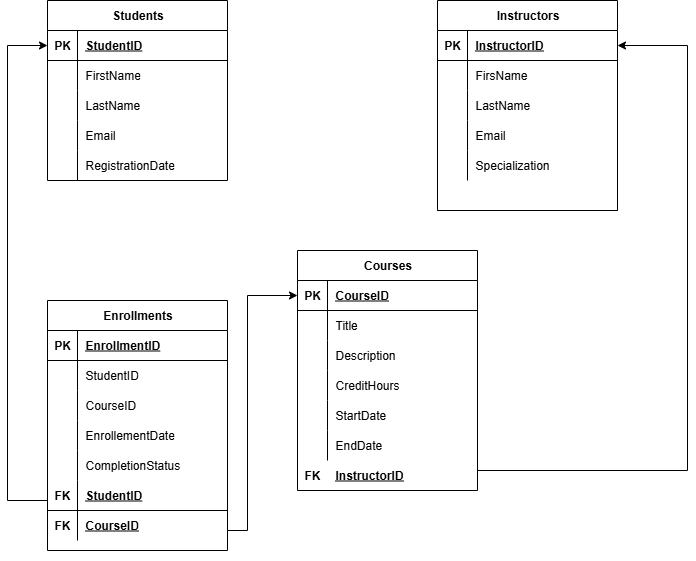 Students
PK StudentID
FirstName
LastName
Email
RegistrationDate
Instructors
PK InstructorID
FirsName
LastName
Email
Specialization
Courses
PK CourseID
Title
Description
CreditHours
StartDate
EndDate
FK InstructorID
Enrollments
PK EnrollmentID
StudentID
CourseID
EnrollementDate
CompletionStatus
FK StudentID
FK CourseID